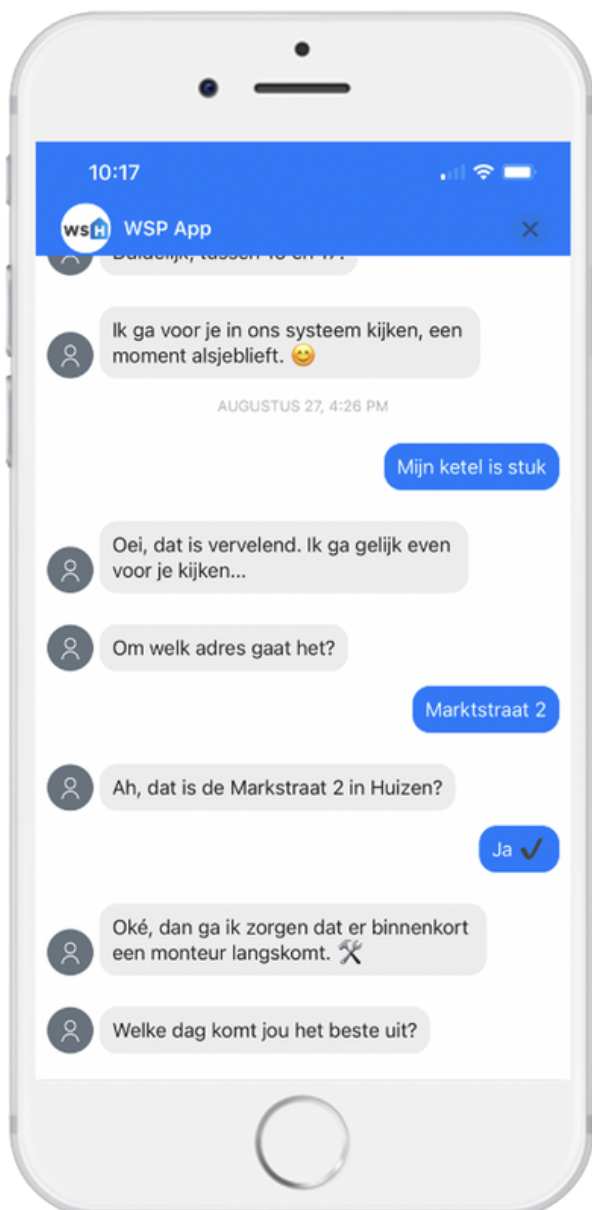 10:17
WSH WSP App
Ik ga voor je in ons systeem kijken, een
moment alsjeblieft. 😊
AUGUSTUS 27, 4:26 PM
Mijn ketel is stuk
Oei, dat is vervelend. Ik ga gelijk even
voor je kijken...
Om welk adres gaat het?
Marktstraat 2
Ah, dat is de Markstraat 2 in Huizen?
Ja ✔
Oké, dan ga ik zorgen dat er binnenkort
een monteur langskomt. 🛠
Welke dag komt jou het beste uit?